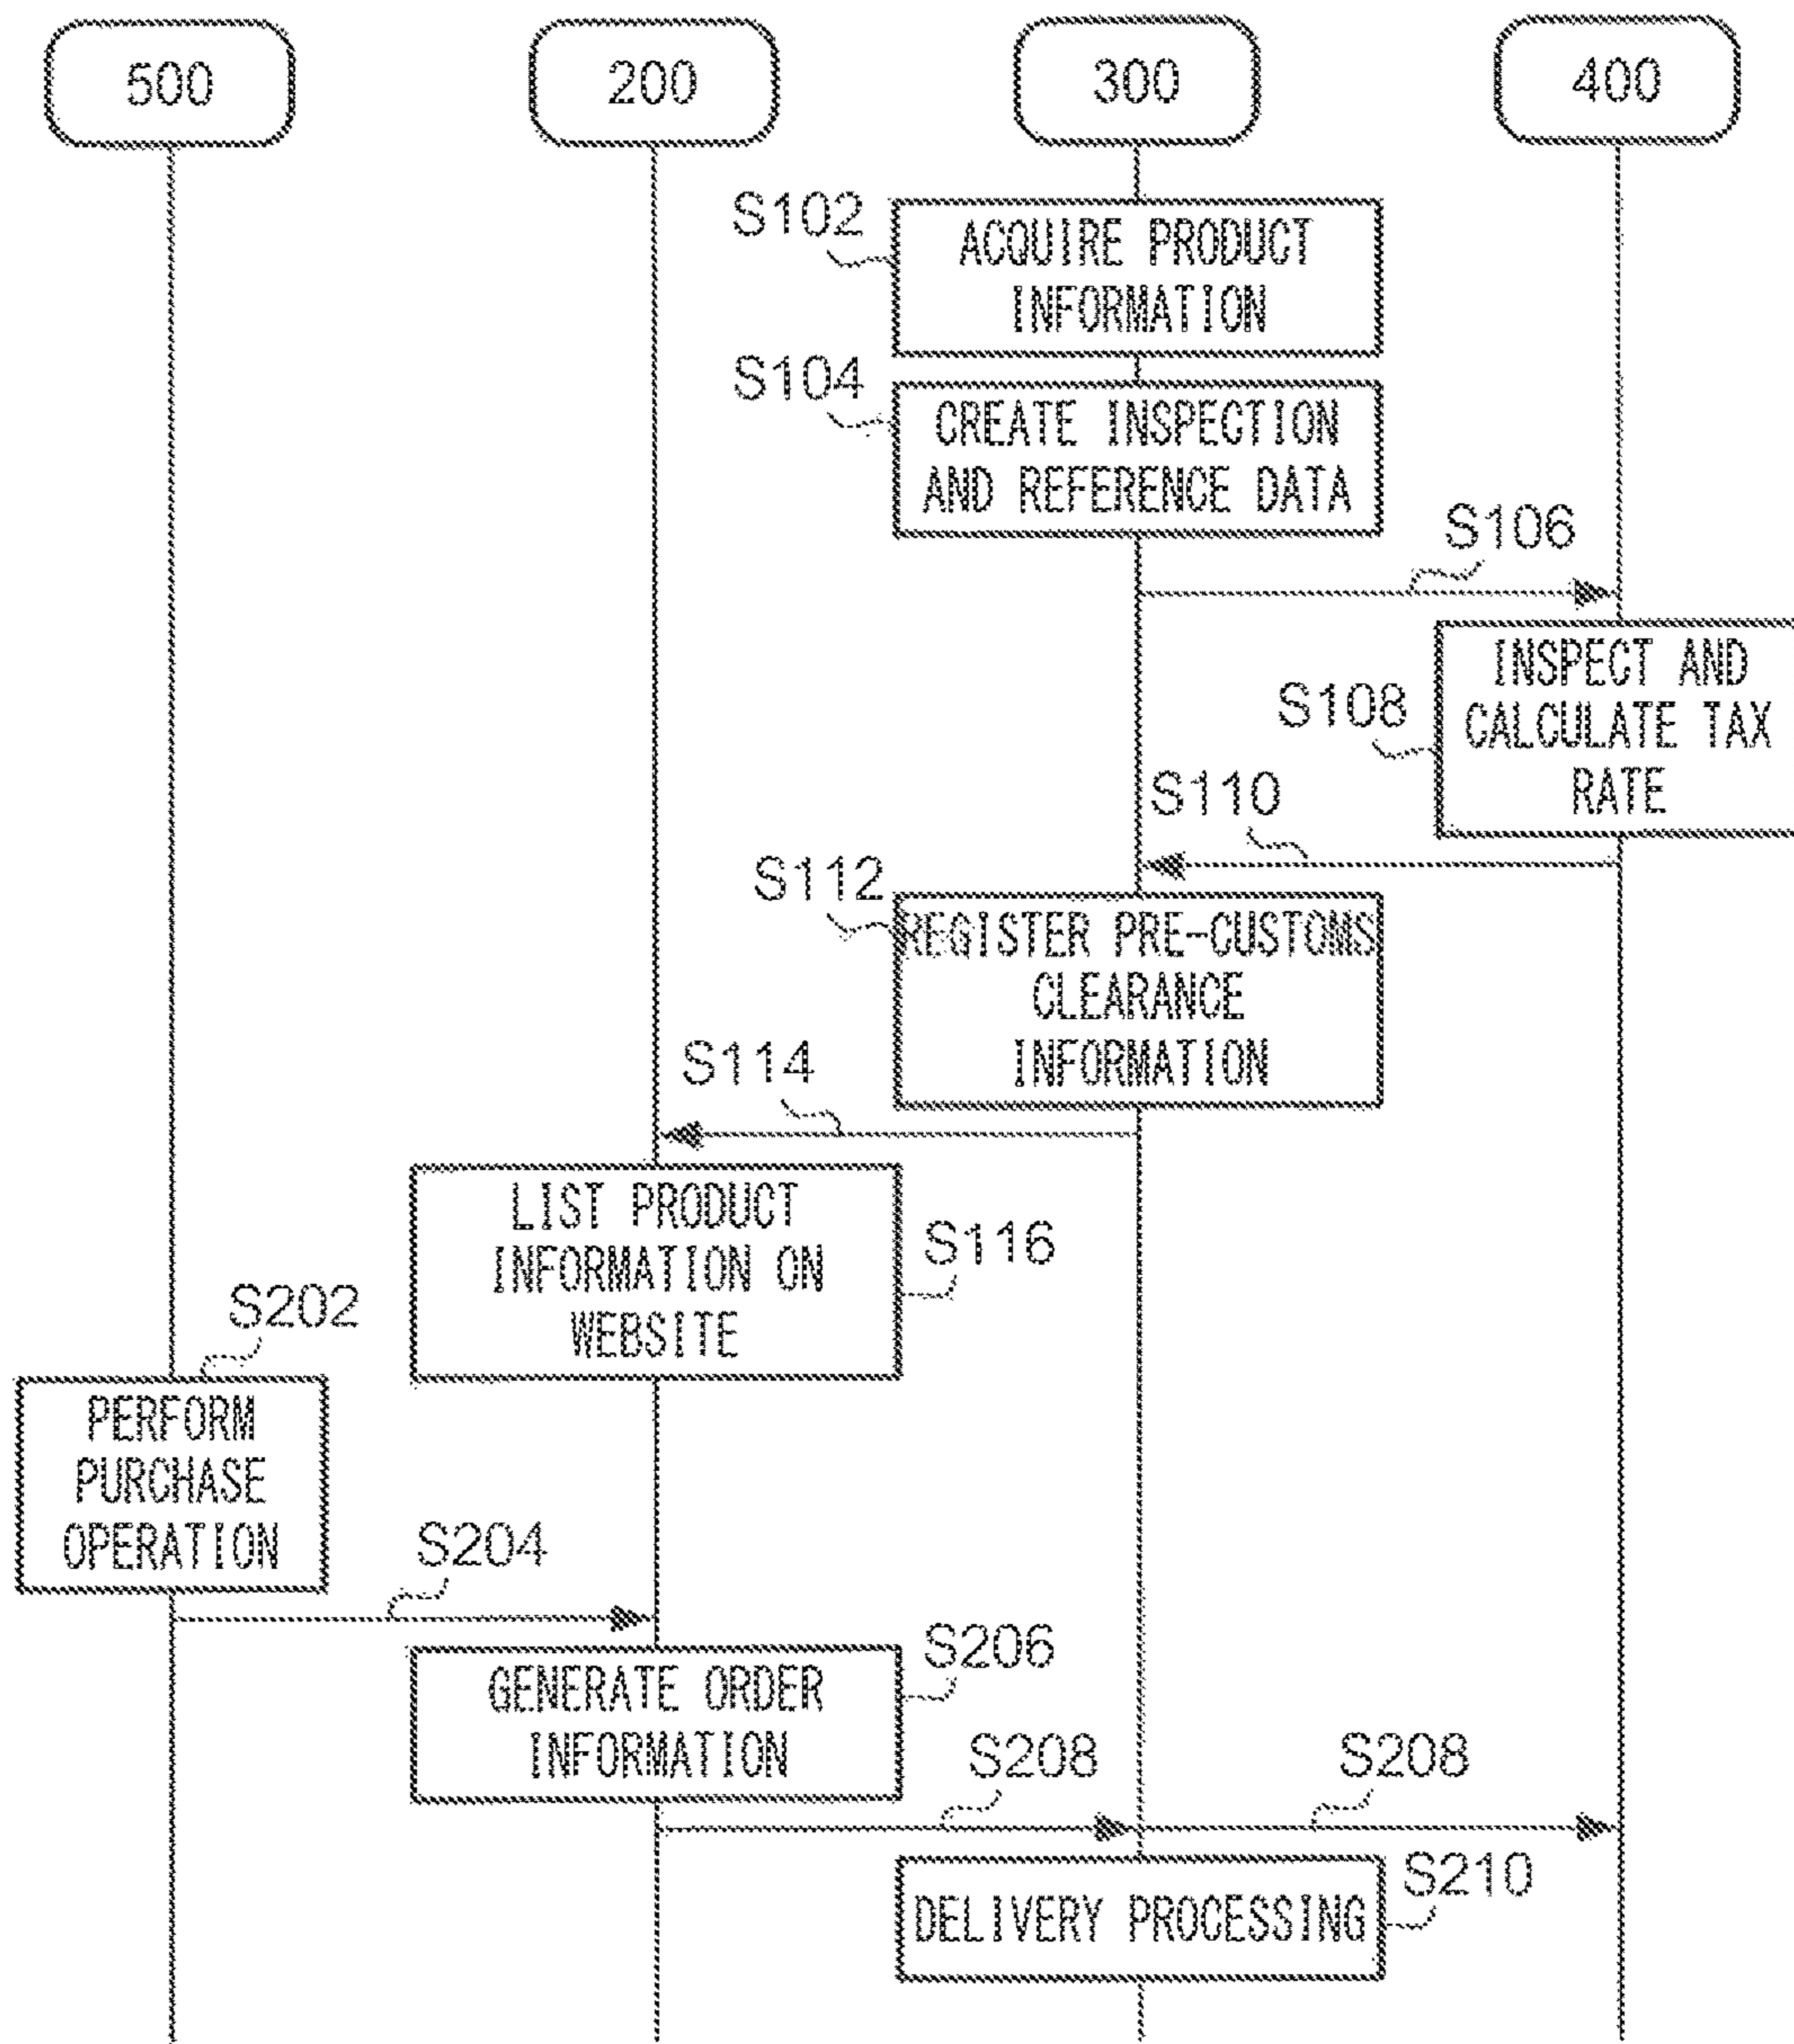 500
200
300
400
S102
ACQUIRE PRODUCT
INFORMATION
S104
CREATE INSPECTION
AND REFERENCE DATA
S106
INSPECT AND
CALCULATE TAX
RATE
S108
S110
S112
REGISTER PRE-CUSTOMS
CLEARANCE
INFORMATION
S114
LIST PRODUCT
INFORMATION ON
WEBSITE
S116
S202
PERFORM
PURCHASE
OPERATION
S204
GENERATE ORDER
INFORMATION
S206
S208
S208
DELIVERY PROCESSING
S210